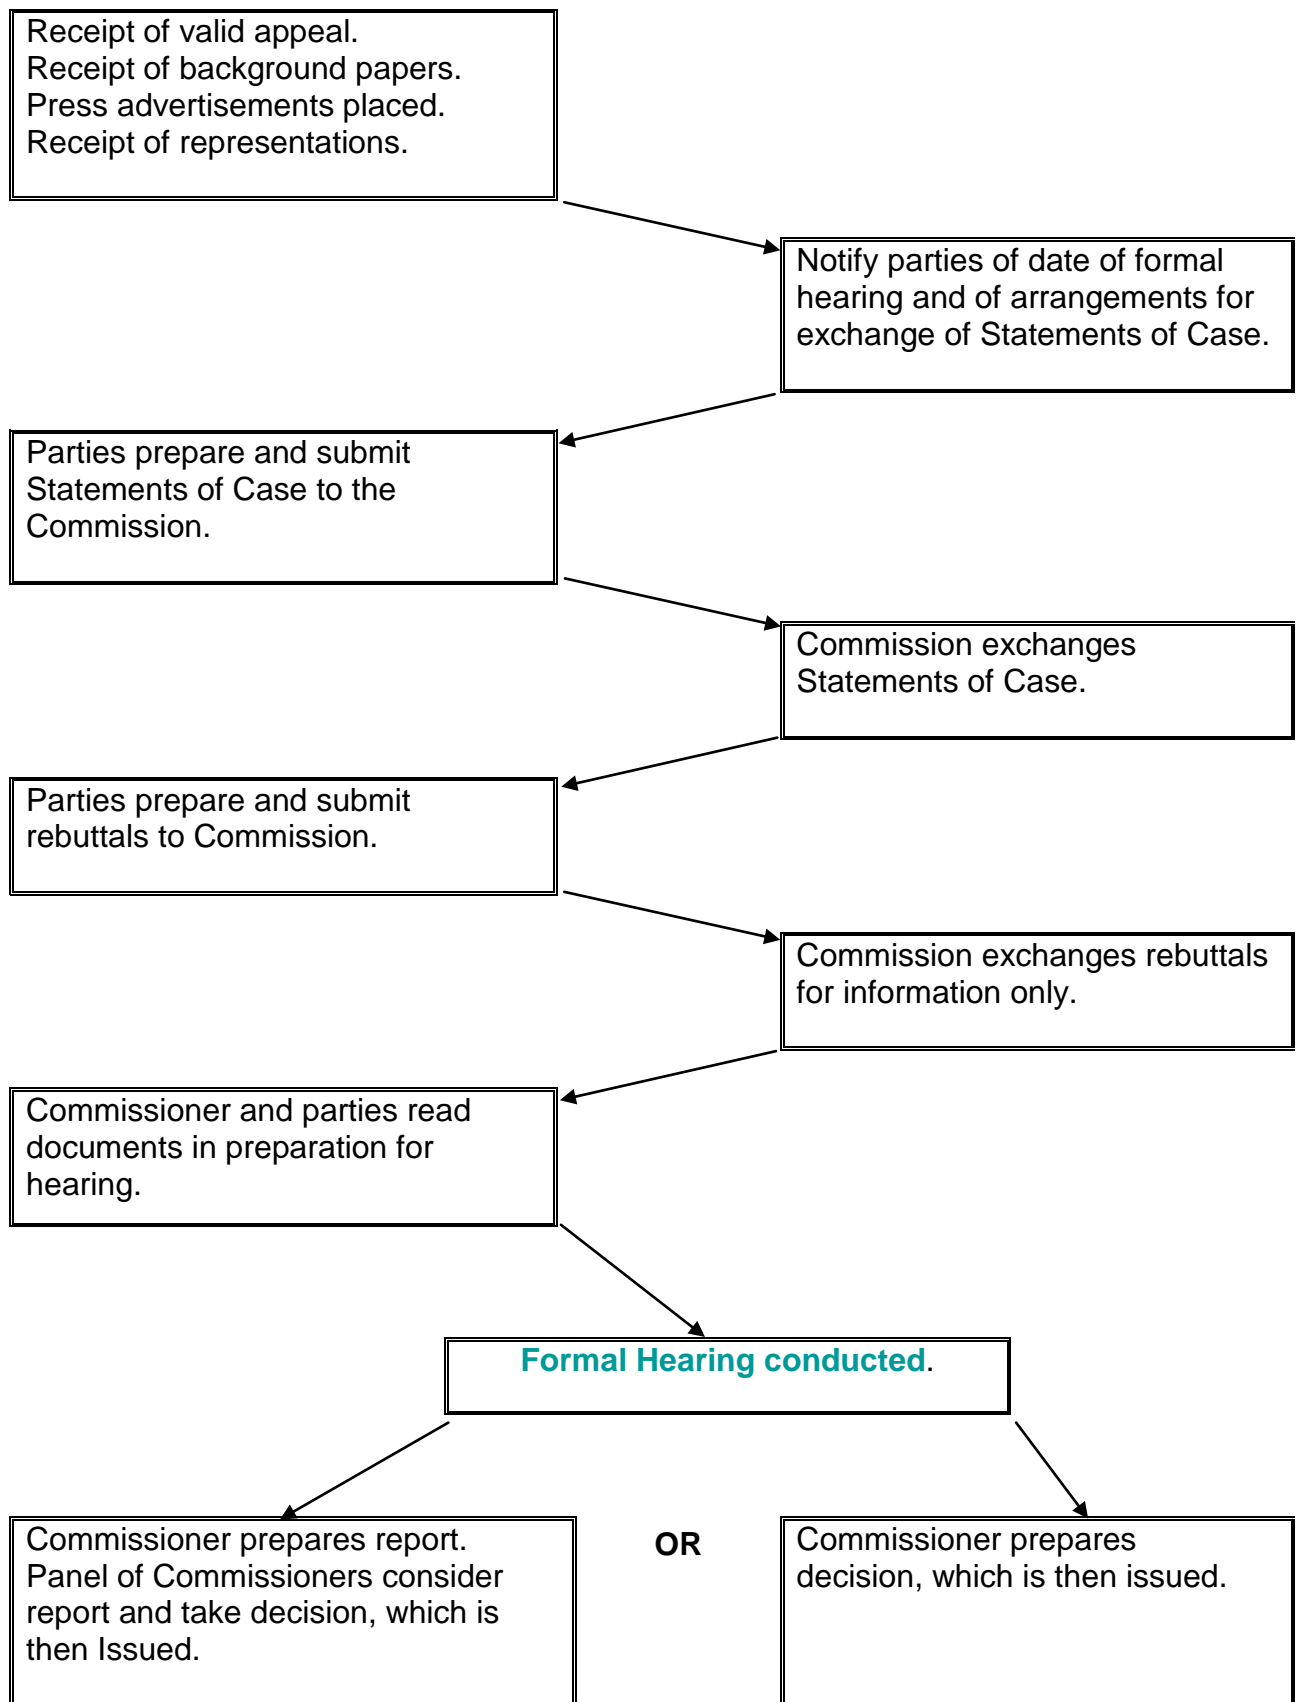 Receipt of valid appeal.
Receipt of background papers.
Press advertisements placed.
Receipt of representations.
Notify parties of date of formal
hearing and of arrangements for
exchange of Statements of Case.
Parties prepare and submit
Statements of Case to the
Commission.
Commission exchanges
Statements of Case.
Parties prepare and submit
rebuttals to Commission.
Commission exchanges rebuttals
for information only.
Commissioner and parties read
documents in preparation for
hearing.
Formal Hearing conducted.
Commissioner prepares report.
Panel of Commissioners consider
report and take decision, which is
then Issued.
OR
Commissioner prepares
decision, which is then issued.